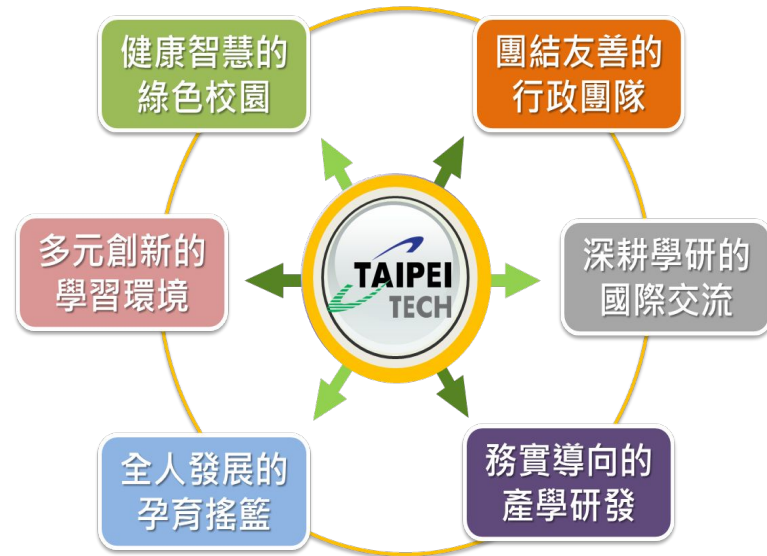 健康智慧的
綠色校園
團結友善的
行政團隊
多元創新的
學習環境
TAIPEI
TECH
深耕學研的
國際交流
全人發展的
孕育搖籃
務實導向的
產學研發